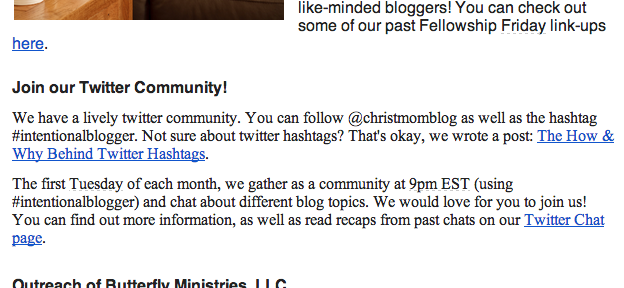 like-minded bloggers! You can check out
some of our past Fellowship Friday link-ups
here.
Join our Twitter Community!
We have a lively twitter community. You can follow @christmomblog as well as the hashtag
#intentionalblogger. Not sure about twitter hashtags? That's okay, we wrote a post: The How &
Why Behind Twitter Hashtags.
The first Tuesday of each month, we gather as a community at 9pm EST (using
#intentionalblogger) and chat about different blog topics. We would love for you to join us!
You can find out more information, as well as read recaps from past chats on our Twitter Chat
page.
Outreach of Butterfly Ministries, LLC